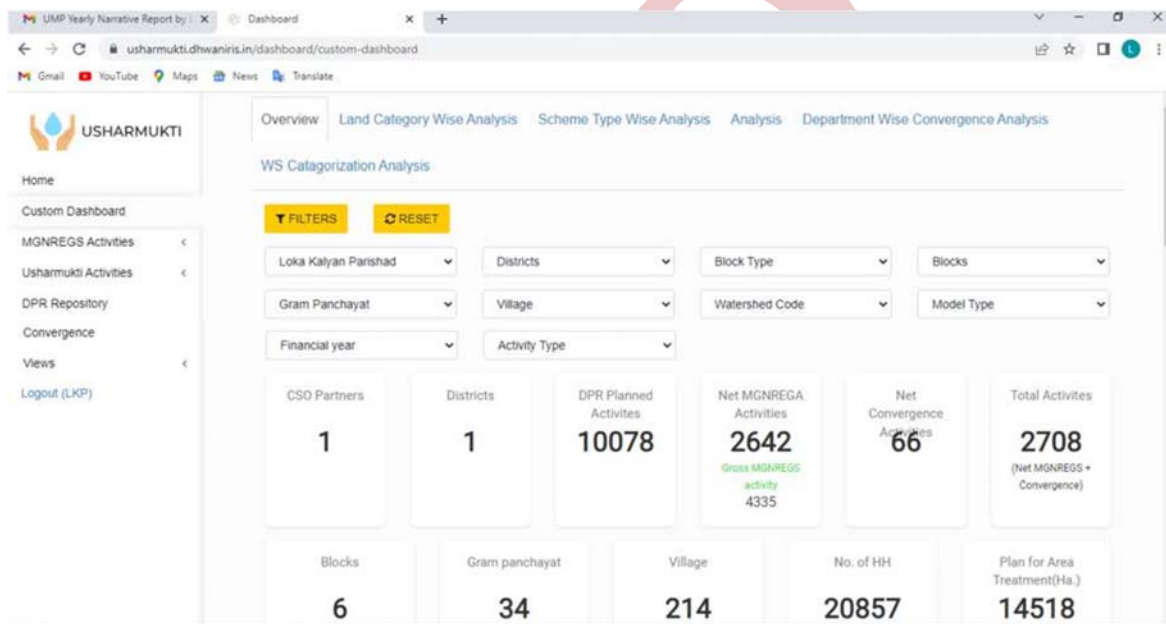 UMP Yearly Narrative Report by
Dashboard
usharmukti.dhwaniris.in/dashboard/custom-dashboard
L
Gmail YouTube Maps News Translate
USHARMUKTI
Home
Custom Dashboard
MGNREGS Activities
Usharmukti Activities
DPR Repository
Convergence
Views
Logout (LKP)
Overview Land Category Wise Analysis Scheme Type Wise Analysis Analysis Department Wise Convergence Analysis
WS Catagorization Analysis
FILTERS RESET
Loka Kalyan Parishad Districts Block Type Blocks
Gram Panchayat Village Watershed Code Model Type
Financial year Activity Type
CSO Partners
1
Districts
1
DPR Planned
Activites
10078
Net MGNREGA
Activities
2642
Gross MGNREGS
activity
4335
Net
Convergence
Activities
66
Total Activites
2708
(Net MGNREGS +
Convergence)
Blocks
6
Gram panchayat
34
Village
214
No. of HH
20857
Plan for Area
Treatment(Ha.)
14518